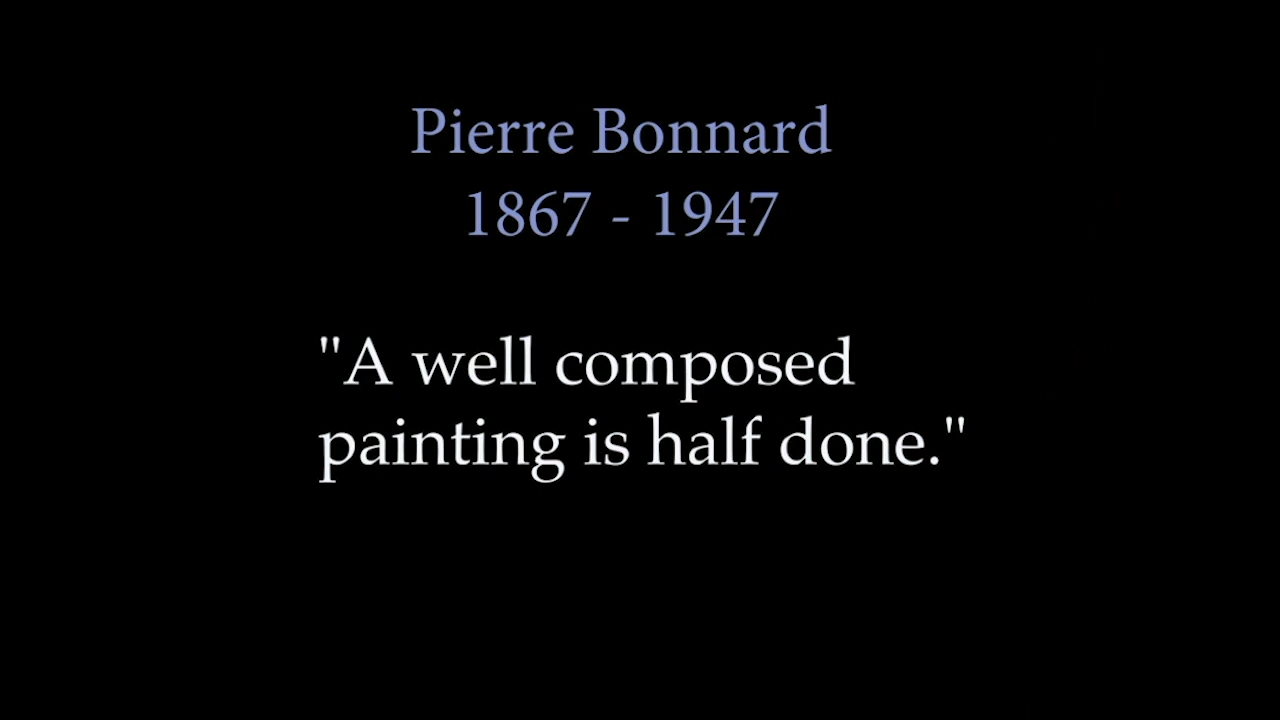 Pierre Bonnard
1867 - 1947
"A well composed
painting is half done."